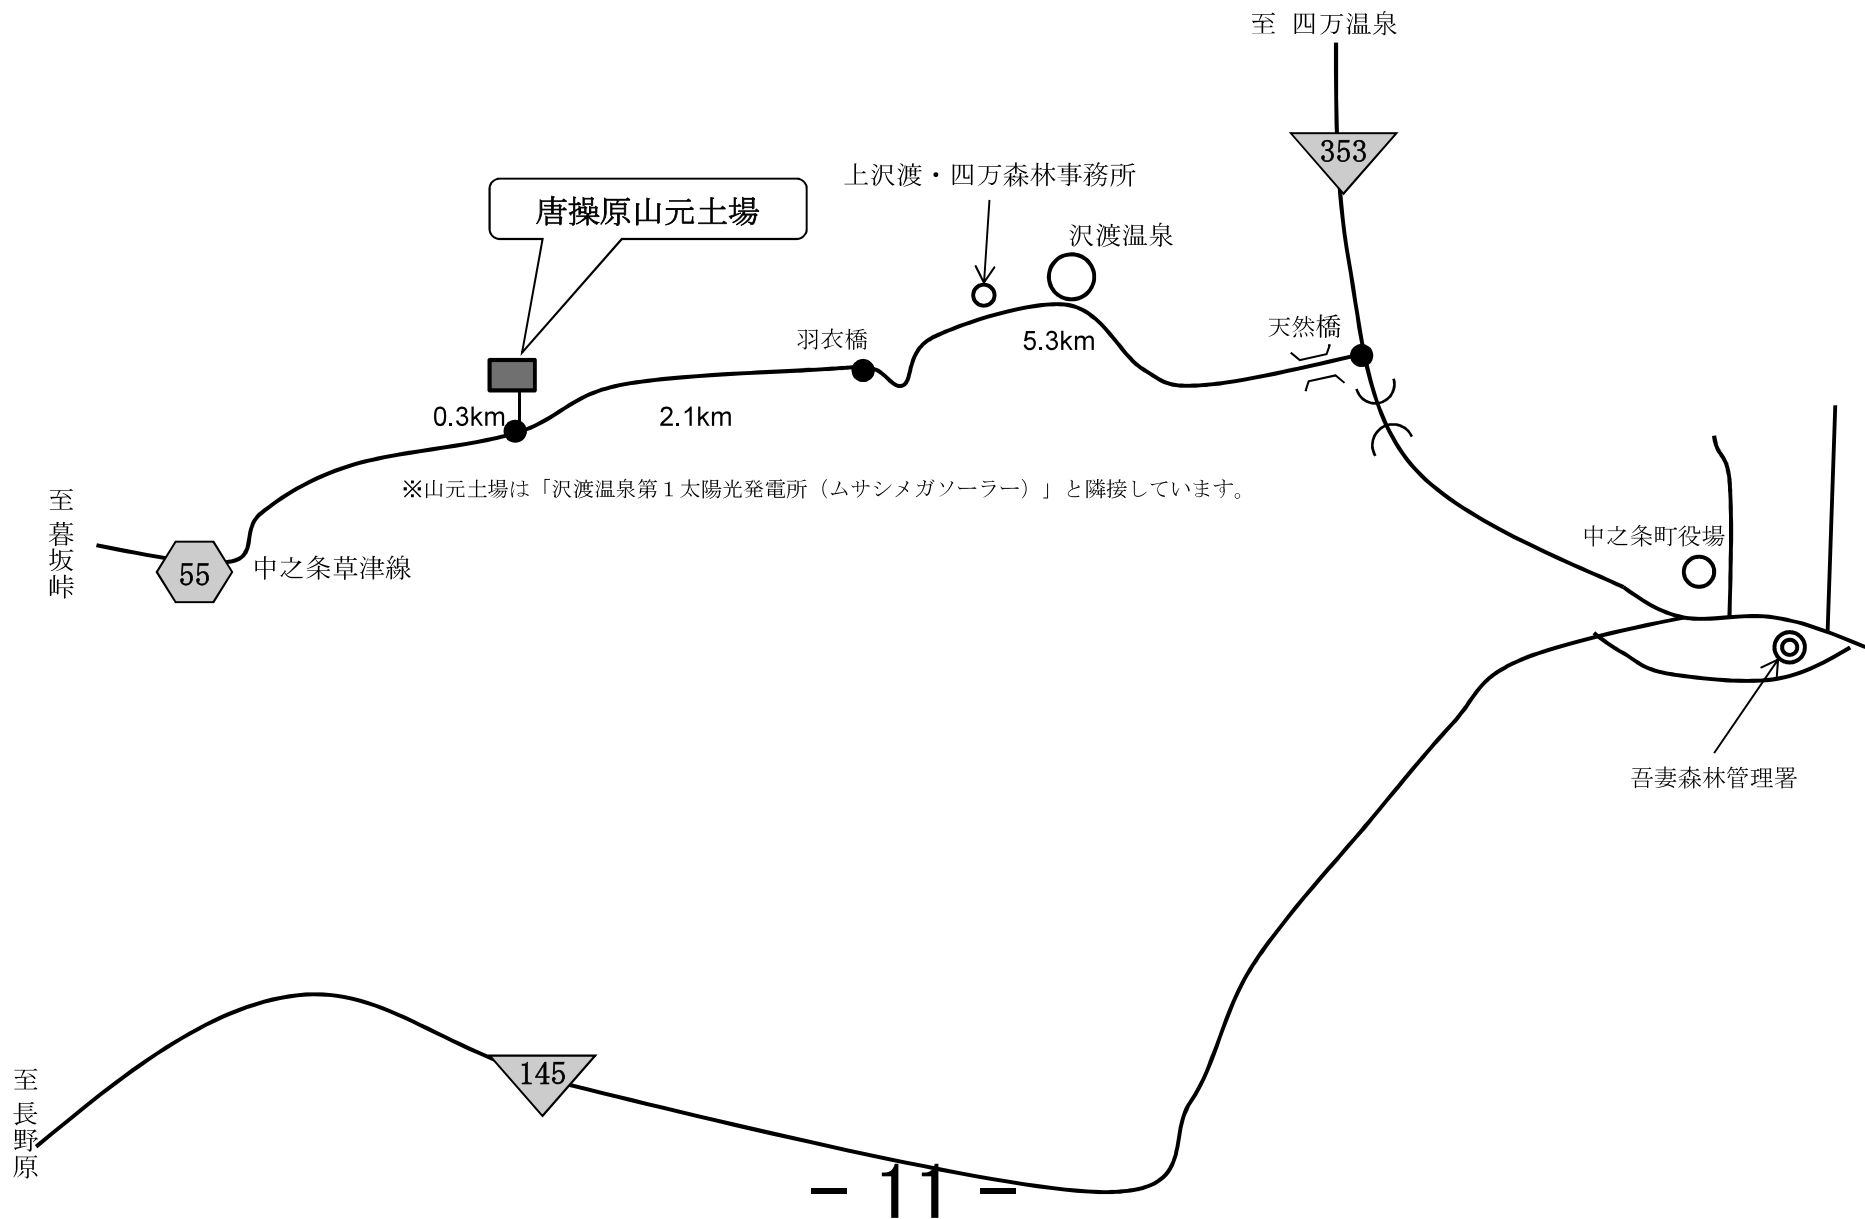 至 四万温泉
353
上沢渡・四万森林事務所
唐操原山元土場
沢渡温泉
天然橋
羽衣橋
5.3km
0.3km
2.1km
※山元土場は「沢渡温泉第１太陽光発電所（ムサシメガソーラー）」と隣接しています。
至 暮坂峠
中之条町役場
55
中之条草津線
吾妻森林管理署
145
至 長野原
－ 11 －